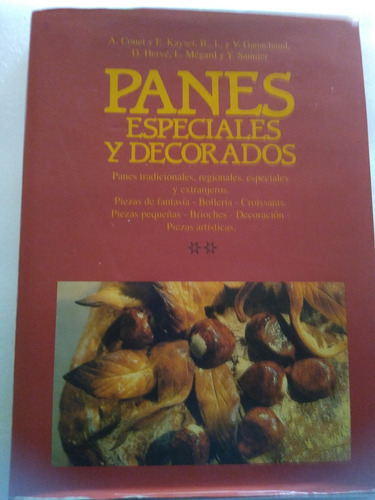 A. Couet y E. Kayser, B., I., y V. Ganachaud,
D. Hervé, L. Mégard y Y. Saunier
PANES
ESPECIALES
Y DECORADOS
Panes tradicionales, regionales, especiales
y extranjeros.
Piezas de fantasía - Bollería - Croissants.
Piezas pequeñas - Brioches - Decoración -
Piezas artísticas.